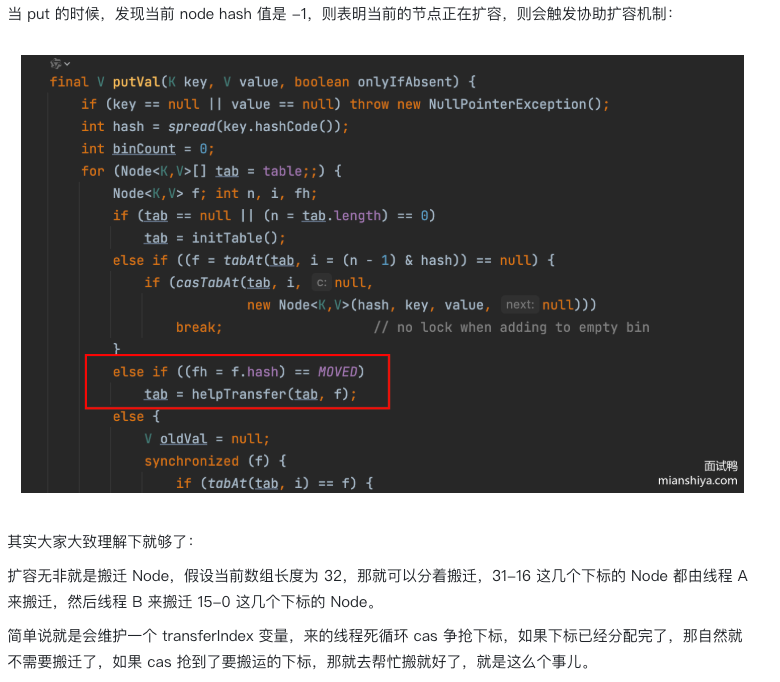 当 put 的时候，发现当前 node hash 值是 –1，则表明当前的节点正在扩容，则会触发协助扩容机制：
final V putVal(K key, V value, boolean onlyIfAbsent) {
if (key == null || value == null) throw new NullPointerException();
int hash = spread(key.hashCode());
int binCount = 0;
for (Node<K,V>[] tab = table;;) {
Node<K,V> f; int n, i, fh;
if (tab == null || (n = tab.length) == 0)
tab = initTable();
else if ((f = tabAt(tab, i = (n - 1) & hash)) == null) {
if (casTabAt(tab, i, c: null,
new Node<K,V>(hash, key, value, next: null)))
break; // no lock when adding to empty bin
}
else if ((fh = f.hash) == MOVED)
tab = helpTransfer(tab, f);
else {
V oldVal = null;
synchronized (f) {
if (tabAt(tab, i) == f) {
面试鸭
mianshiya.com
其实大家大致理解下就够了：
扩容无非就是搬迁 Node，假设当前数组长度为 32，那就可以分着搬迁，31–16 这几个下标的 Node 都由线程 A
来搬迁，然后线程 B 来搬迁 15–0 这几个下标的 Node。
简单说就是会维护一个 transferIndex 变量，来的线程死循环 cas 争抢下标，如果下标已经分配完了，那自然就
不需要搬迁了，如果 cas 抢到了要搬运的下标，那就去帮忙搬就好了，就是这么个事儿。